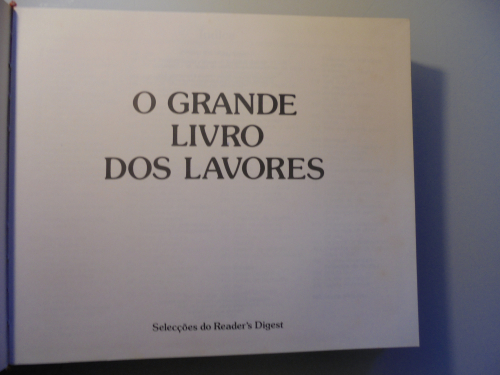 O GRANDE
LIVRO
DOS LAVORES
Selecções do Reader's Digest